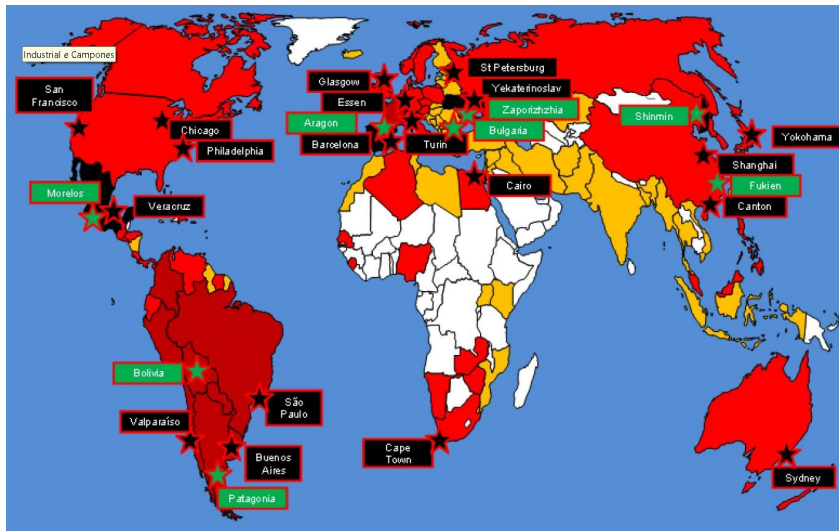 Industrial e Campones
San
Francisco
Chicago
Philadelphia
Morelos
Veracruz
Bolívia
São
Paulo
Valparaíso
Buenos
Aires
Patagonia
Glasgow
Essen
Aragon
Barcelona
Turin
St Petersburg
Yekaterinoslav
Zaporizhzhia
Bulgaria
Cairo
Cape
Town
Shinmin
Yokohama
Shanghai
Fukien
Canton
Sydney